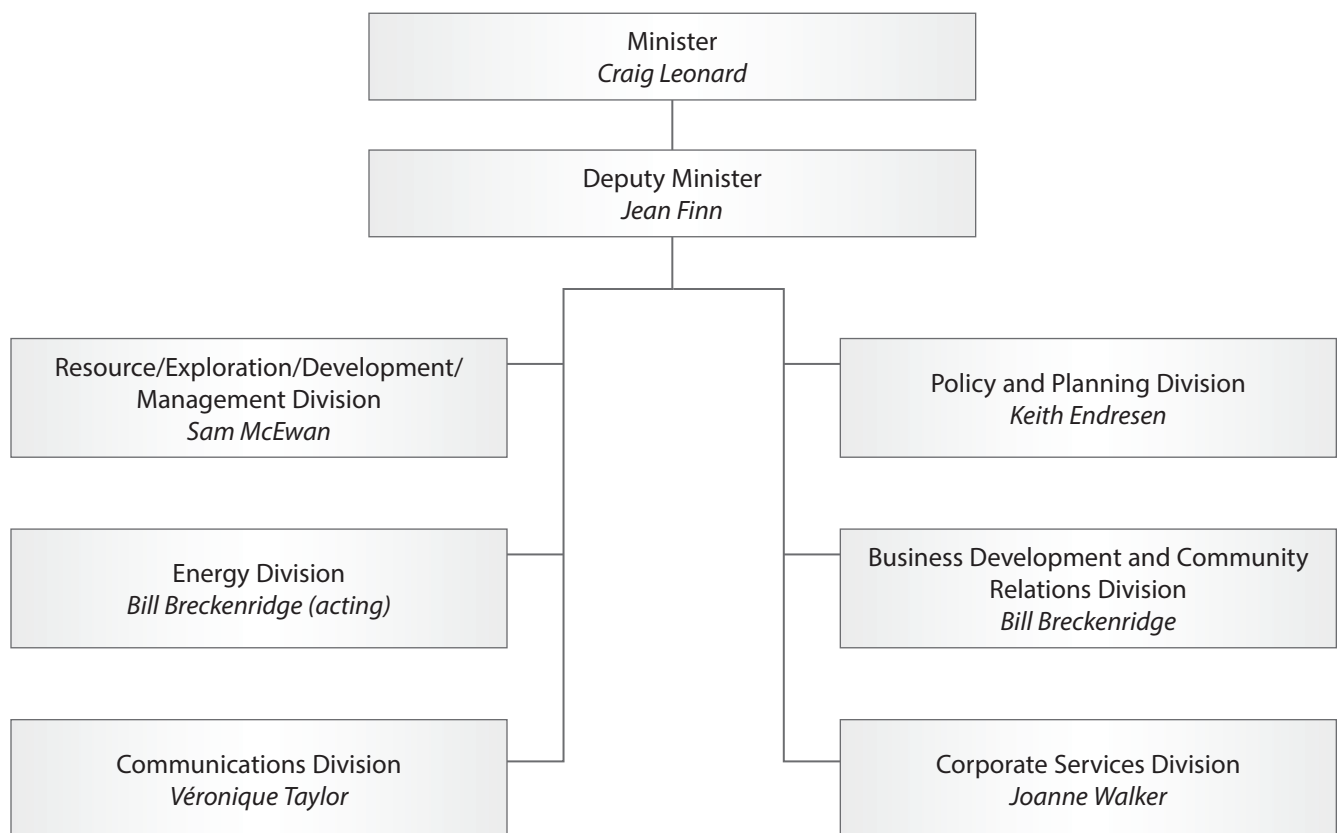 Minister
Craig Leonard
Deputy Minister
Jean Finn
Resource/Exploration/Development/
Management Division
Sam McEwan
Policy and Planning Division
Keith Endresen
Energy Division
Bill Breckenridge (acting)
Business Development and Community
Relations Division
Bill Breckenridge
Communications Division
Véronique Taylor
Corporate Services Division
Joanne Walker